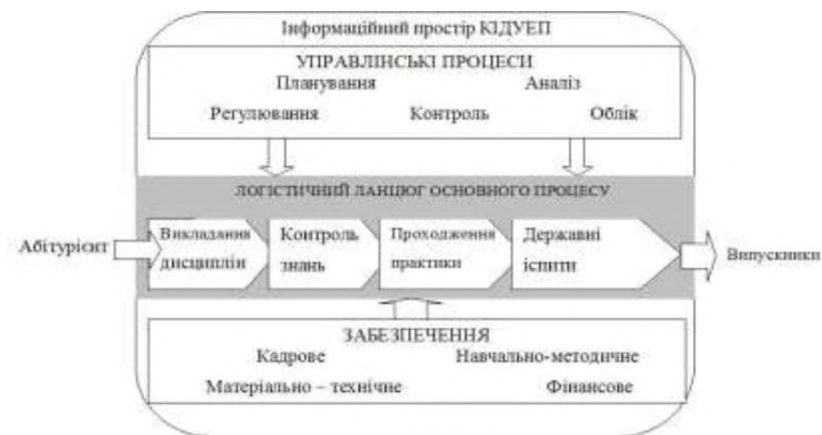 Інформаційний простір КІДУЕП
УПРАВЛІНСЬКІ ПРОЦЕСИ
Планування Аналіз
Регулювання Контроль Облік
ЛОГІСТИЧНИЙ ЛАНЦЮГ ОСНОВНОГО ПРОЦЕСУ
Абітурієнт
Викладання
дисциплін
Контроль
знань
Проходження
практики
Державні
іспити
Випускники
ЗАБЕЗПЕЧЕННЯ
Кадрове Навчально-методичне
Матеріально – технічне Фінансове